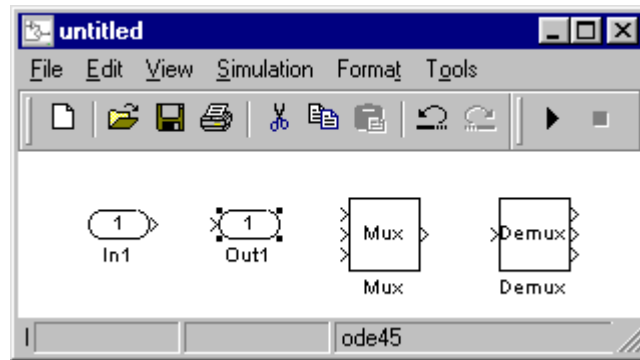 untitled
File Edit View Simulation Format Tools
1 1 Mux Demux
In1 Out1
Mux Demux
ode45